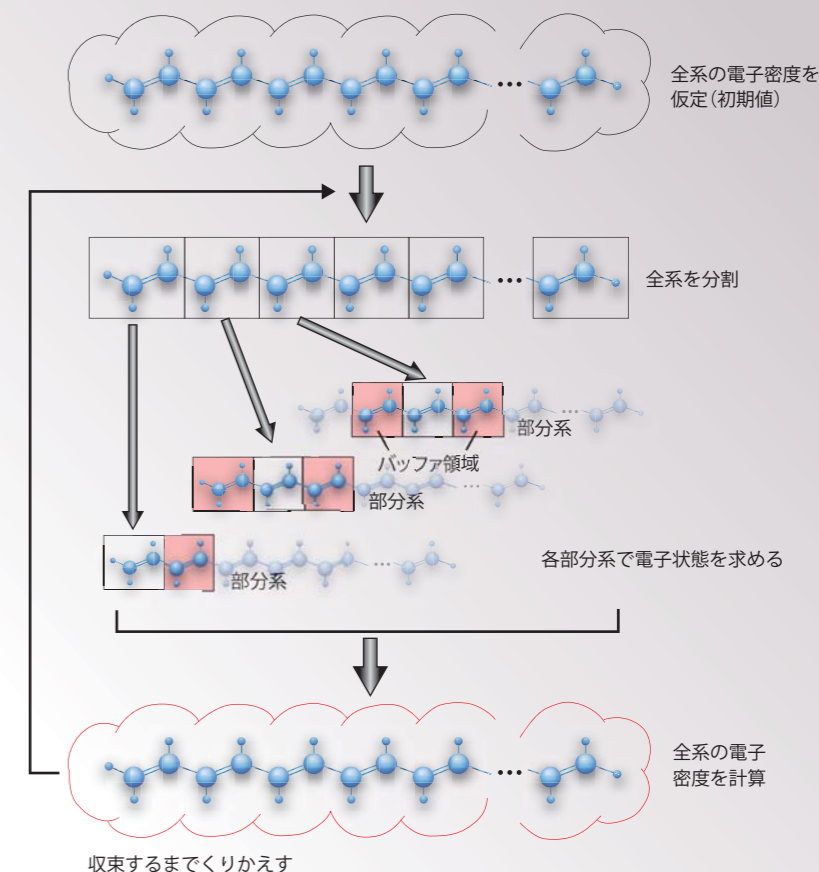 全系の電子密度を
仮定（初期値）
…
全系を分割
…
…
部分系
バッファ領域
…
部分系
各部分系で電子状態を求める
…
部分系
全系の電子
密度を計算
…
収束するまでくりかえす